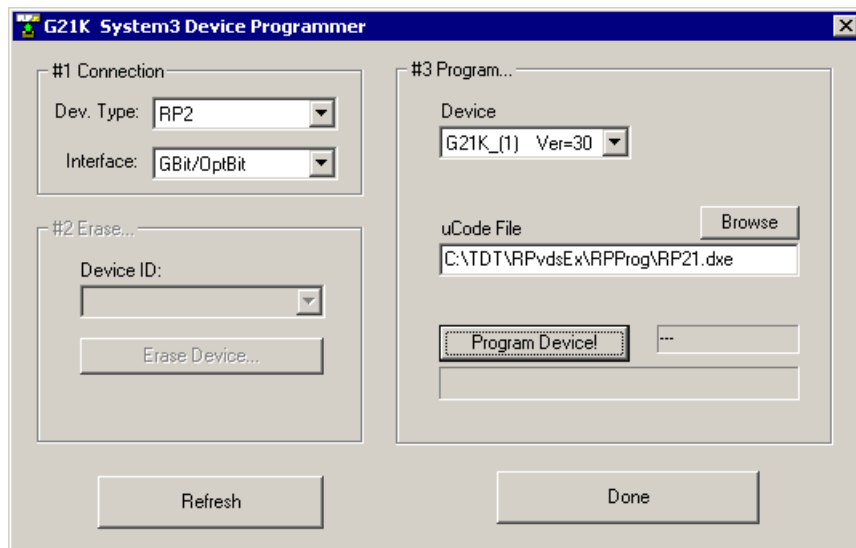 G21K System3 Device Programmer
#1 Connection
Dev. Type: RP2
Interface: GBit/OptBit
#2 Erase...
Device ID:
Erase Device...
Refresh
#3 Program...
Device
G21K_(1) Ver=30
uCode File
Browse
C:\TDT\RPvdsEx\RPProg\RP21.dxe
Program Device!
---
Done